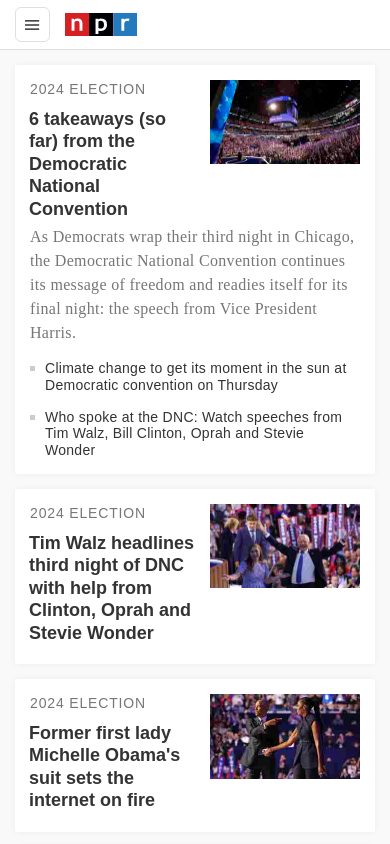 npr
2024 ELECTION
6 takeaways (so
far) from the
Democratic
National
Convention
As Democrats wrap their third night in Chicago,
the Democratic National Convention continues
its message of freedom and readies itself for its
final night: the speech from Vice President
Harris.
Climate change to get its moment in the sun at
Democratic convention on Thursday
Who spoke at the DNC: Watch speeches from
Tim Walz, Bill Clinton, Oprah and Stevie
Wonder
2024 ELECTION
Tim Walz headlines
third night of DNC
with help from
Clinton, Oprah and
Stevie Wonder
2024 ELECTION
Former first lady
Michelle Obama's
suit sets the
internet on fire